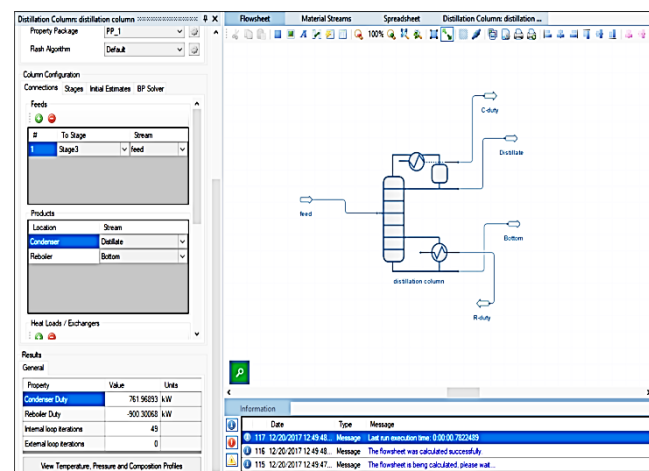 Distillation Column: distillation column
Property Package PP_1
Flash Algorithm Default
Column Configuration
Connections Stages Initial Estimates BP Solver
Feeds
# To Stage Stream
1 Stage3 feed
Products
Location Stream
Condenser Distillate
Reboiler Bottom
Heat Loads / Exchangers
Results
General
Property Value Units
Condenser Duty 761.96893 kW
Reboiler Duty -900.30068 kW
Internal loop iterations 49
External loop iterations 0
View Temperature, Pressure and Composition Profiles
Flowsheet Material Streams Spreadsheet Distillation Column: distillation ...
100%
C-duty
Distillate
feed
Bottom
distillation column
R-duty
Information
Date Type Message
117 12/20/2017 12:49:48... Message Last run execution time: 0:00:00.7822489
116 12/20/2017 12:49:48... Message The flowsheet was calculated successfully.
115 12/20/2017 12:49:47... Message The flowsheet is being calculated, please wait...